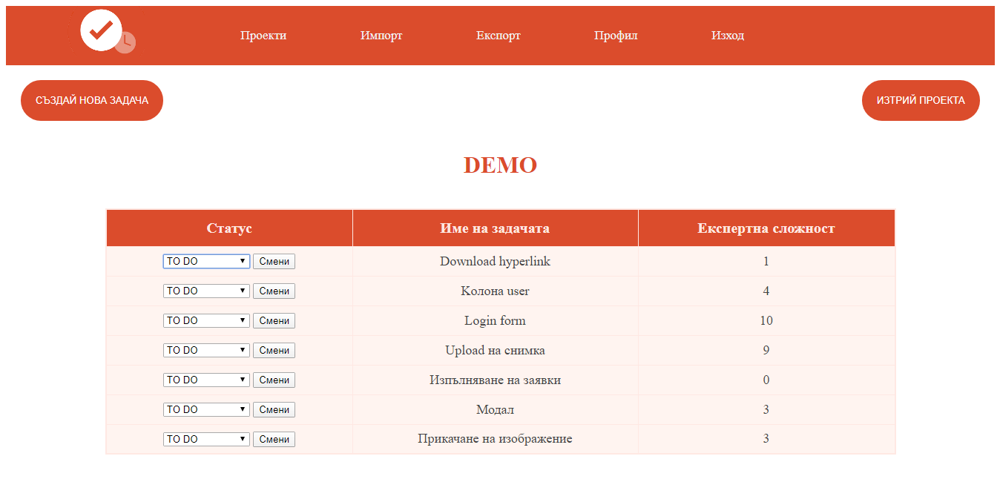 Проекти Импорт Експорт Профил Изход
СЪЗДАЙ НОВА ЗАДАЧА ИЗТРИЙ ПРОЕКТА
DEMO
Статус Име на задачата Експертна сложност
TO DO Смени Download hyperlink 1
TO DO Смени Колона user 4
TO DO Смени Login form 10
TO DO Смени Upload на снимка 9
TO DO Смени Изпълняване на заявки 0
TO DO Смени Модал 3
TO DO Смени Прикачане на изображение 3